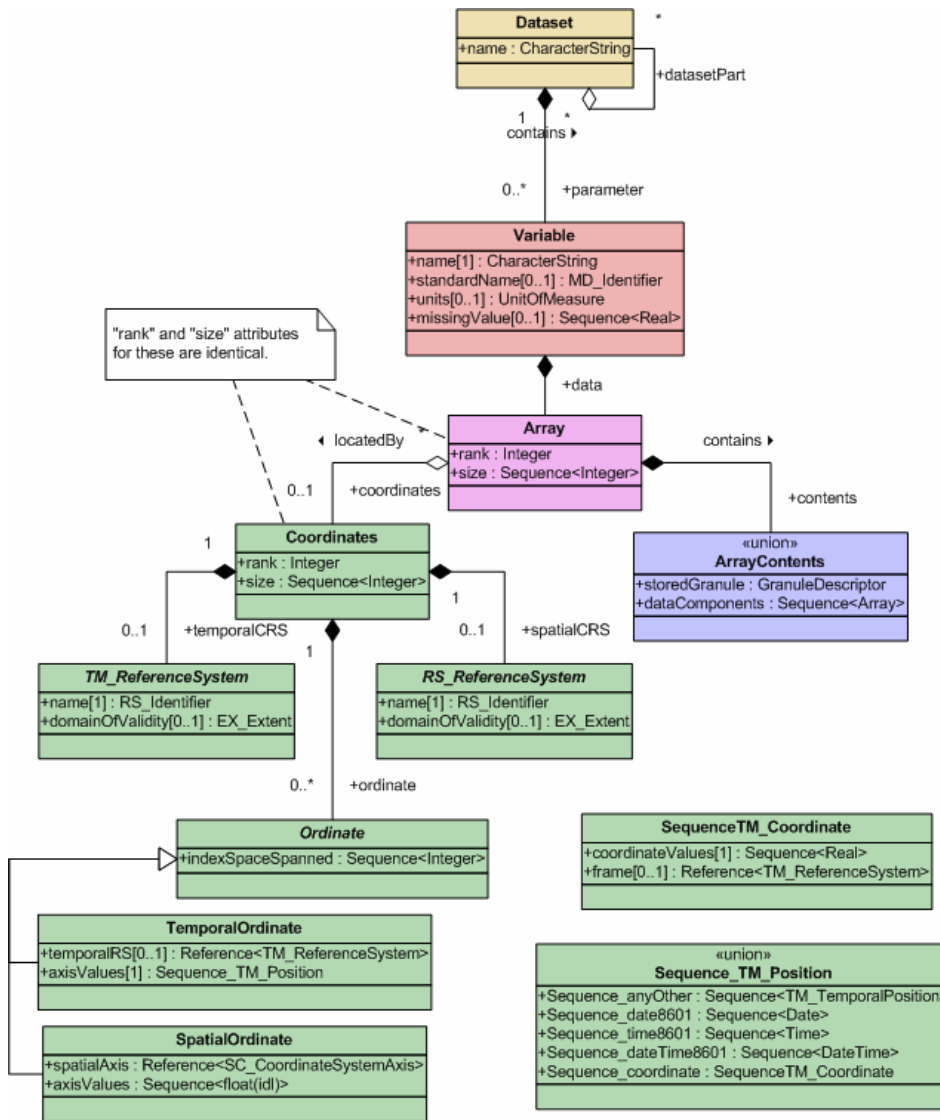 Dataset
*
+name : CharacterString
+datasetPart
1
*
contains
0..*
+parameter
Variable
+name[1] : CharacterString
+standardName[0..1] : MD_Identifier
+units[0..1] : UnitOfMeasure
+missingValue[0..1] : Sequence<Real>
"rank" and "size" attributes
for these are identical.
+data
Array
+rank : Integer
+size : Sequence<Integer>
locatedBy
*
contains
0..1
+coordinates
+contents
Coordinates
+rank : Integer
+size : Sequence<Integer>
«union»
ArrayContents
+storedGranule : GranuleDescriptor
+dataComponents : Sequence<Array>
1
1
0..1
+temporalCRS
1
0..1
+spatialCRS
TM_ReferenceSystem
+name[1] : RS_Identifier
+domainOfValidity[0..1] : EX_Extent
RS_ReferenceSystem
+name[1] : RS_Identifier
+domainOfValidity[0..1] : EX_Extent
0..*
+ordinate
Ordinate
+indexSpaceSpanned : Sequence<Integer>
SequenceTM_Coordinate
+coordinateValues[1] : Sequence<Real>
+frame[0..1] : Reference<TM_ReferenceSystem>
TemporalOrdinate
+temporalRS[0..1] : Reference<TM_ReferenceSystem>
+axisValues[1] : Sequence_TM_Position
«union»
Sequence_TM_Position
+Sequence_anyOther : Sequence<TM_TemporalPosition
+Sequence_date8601 : Sequence<Date>
+Sequence_time8601 : Sequence<Time>
+Sequence_dateTime8601 : Sequence<DateTime>
+Sequence_coordinate : SequenceTM_Coordinate
SpatialOrdinate
+spatialAxis : Reference<SC_CoordinateSystemAxis>
+axisValues : Sequence<float(idl)>